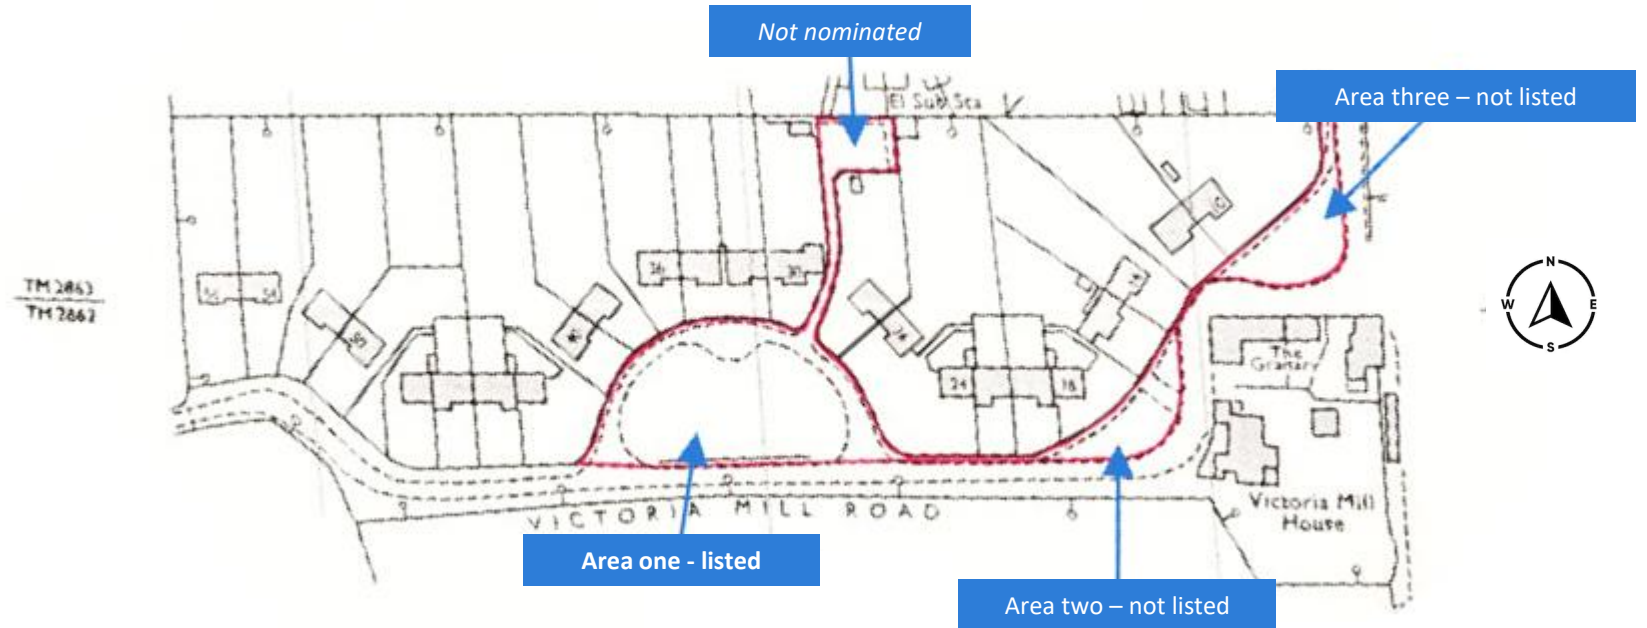 Not nominated
El Sub Sta
Area three – not listed
TM 2863
TM 2862
N
W E
S
24
18
The
Granary
Victoria Mill
House
VICTORIA MILL ROAD
Area one - listed
Area two – not listed